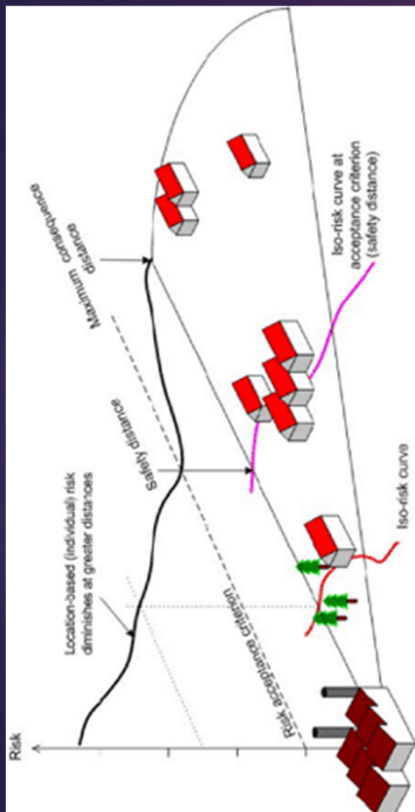 Risk
Location-based (individual) risk
diminishes at greater distances
Safety distance
Maximum consequence
distance
Risk acceptance criterion
Iso-risk curve
Iso-risk curve at
acceptance criterion
(safety distance)